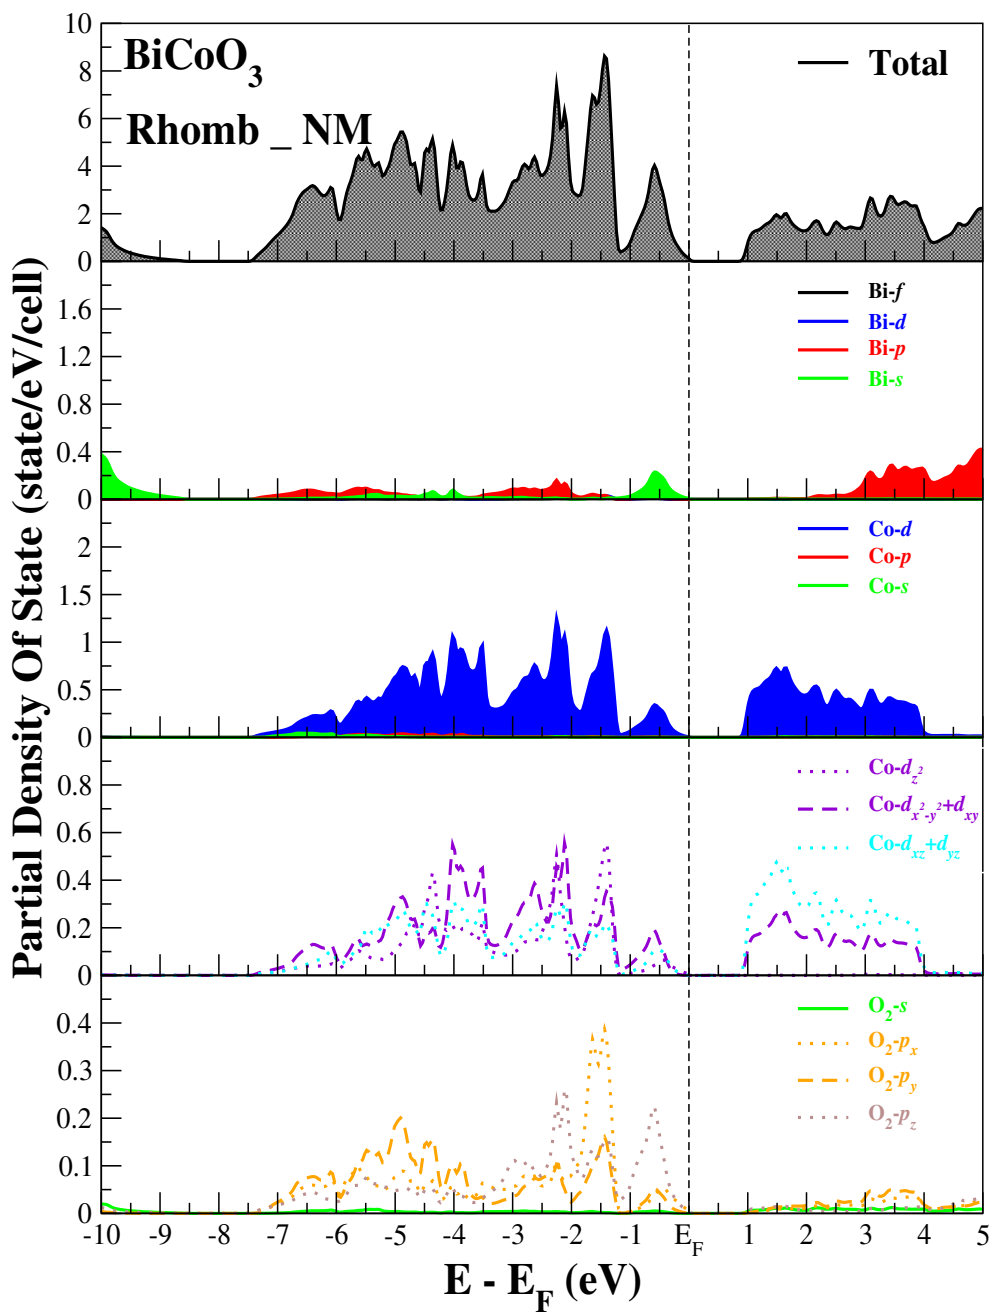 BiCoO3
Rhomb _ NM
Total
10
8
6
4
2
0
Bi-f
Bi-d
Bi-p
Bi-s
1.6
1.2
0.8
0.4
0
Co-d
Co-p
Co-s
2
1.5
1
0.5
0
Co-dz2
Co-dx2-y2+dxy
Co-dxz+dyz
0.8
0.6
0.4
0.2
0
O2-s
O2-px
O2-py
O2-pz
0.4
0.3
0.2
0.1
0
-10 -9 -8 -7 -6 -5 -4 -3 -2 -1 EF 1 2 3 4 5
E - EF (eV)
Partial Density Of State (state/eV/cell)